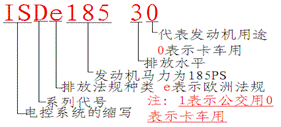 ISDe185 30
代表发动机用途
0表示卡车用
排放水平
发动机马力为185PS
排放法规种类 e表示欧洲法规
系列代号
注: 1表示公交用0
表示卡车用
电控系统的缩写